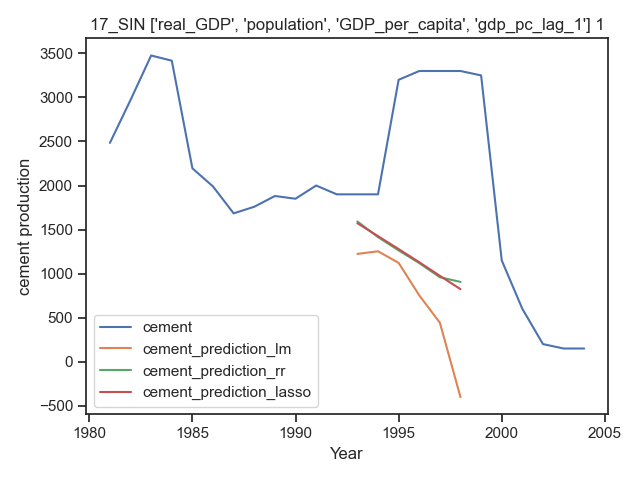 17_SIN ['real_GDP', 'population', 'GDP_per_capita', 'gdp_pc_lag_1'] 1
3500
3000
2500
2000
1500
1000
500
0
−500
cement production
cement
cement_prediction_lm
cement_prediction_rr
cement_prediction_lasso
1980 1985 1990 1995 2000 2005
Year